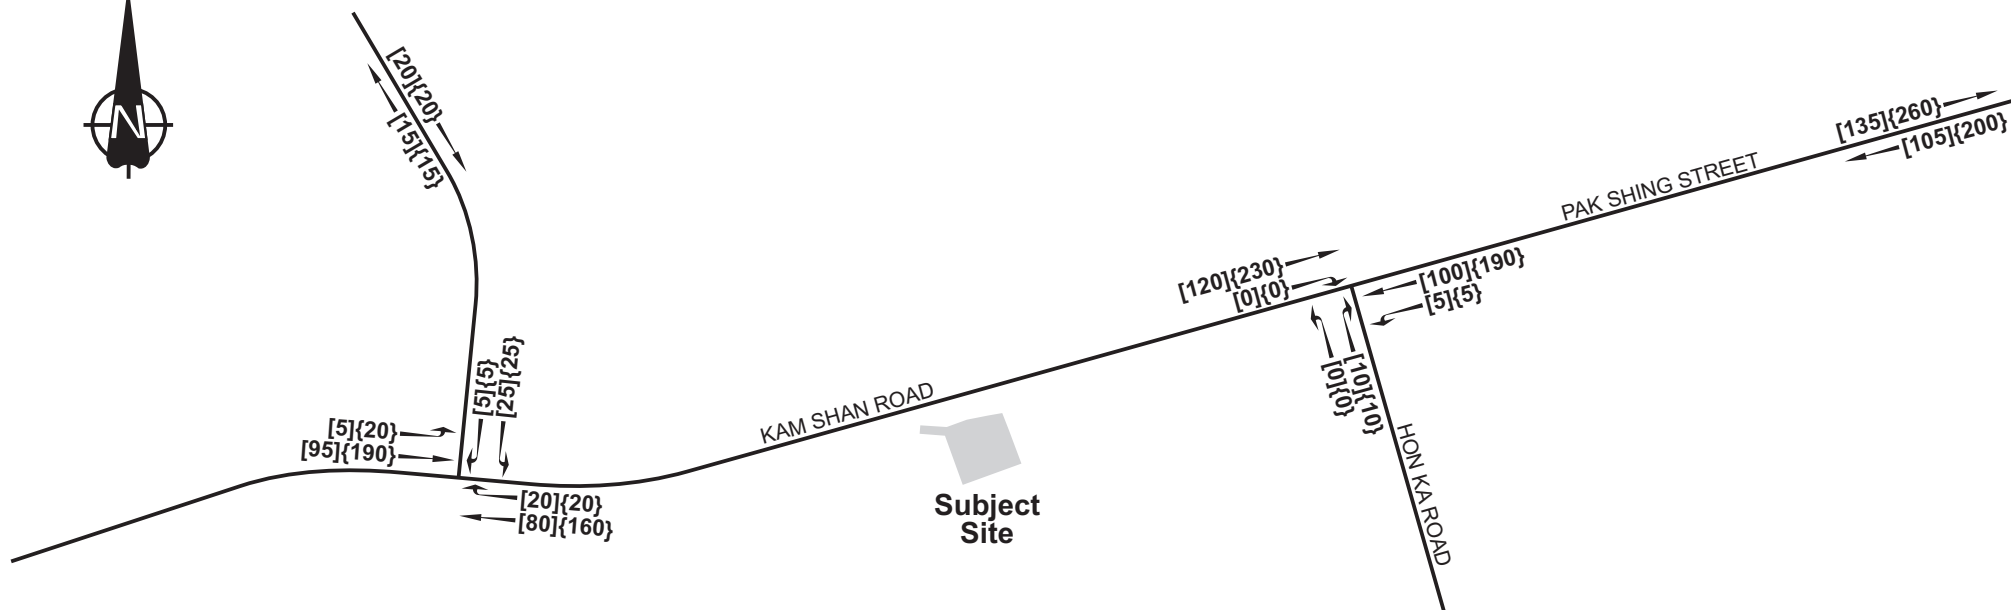 N
[20]{20}
[15]{15}
[135]{260}
[105]{200}
PAK SHING STREET
[120]{230}
[0]{0}
[100]{190}
[5]{5}
[5]{5}
[25]{25}
[0]{0}
[10]{10}
KAM SHAN ROAD
[5]{20}
[95]{190}
HON KA ROAD
[20]{20}
[80]{160}
Subject
Site